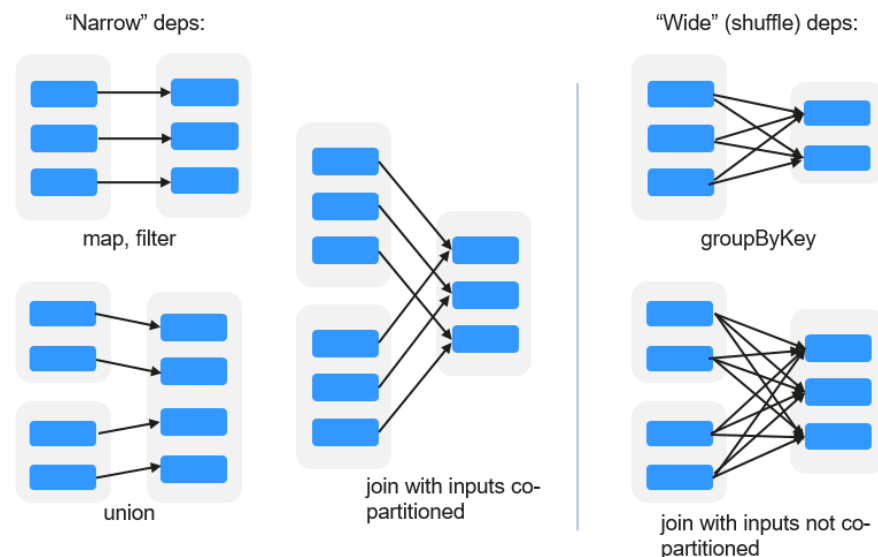 “Narrow” deps:
“Wide” (shuffle) deps:
map, filter
groupByKey
union
join with inputs co-
partitioned
join with inputs not co-
partitioned